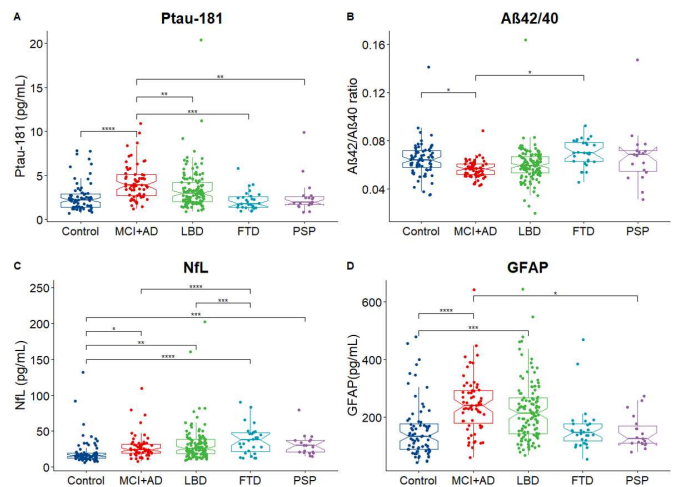 A Ptau-181
Ptau-181 (pg/mL)
20
15
10
5
0
**
**
***
****
Control MCI+AD LBD FTD PSP
B Aß42/40
Aß42/Aß40 ratio
0.16
0.12
0.08
0.04
*
*
Control MCI+AD LBD FTD PSP
C NfL
NfL (pg/mL)
250
200
150
100
50
0
****
***
***
*
**
****
Control MCI+AD LBD FTD PSP
D GFAP
GFAP(pg/mL)
600
400
200
*
****
***
Control MCI+AD LBD FTD PSP